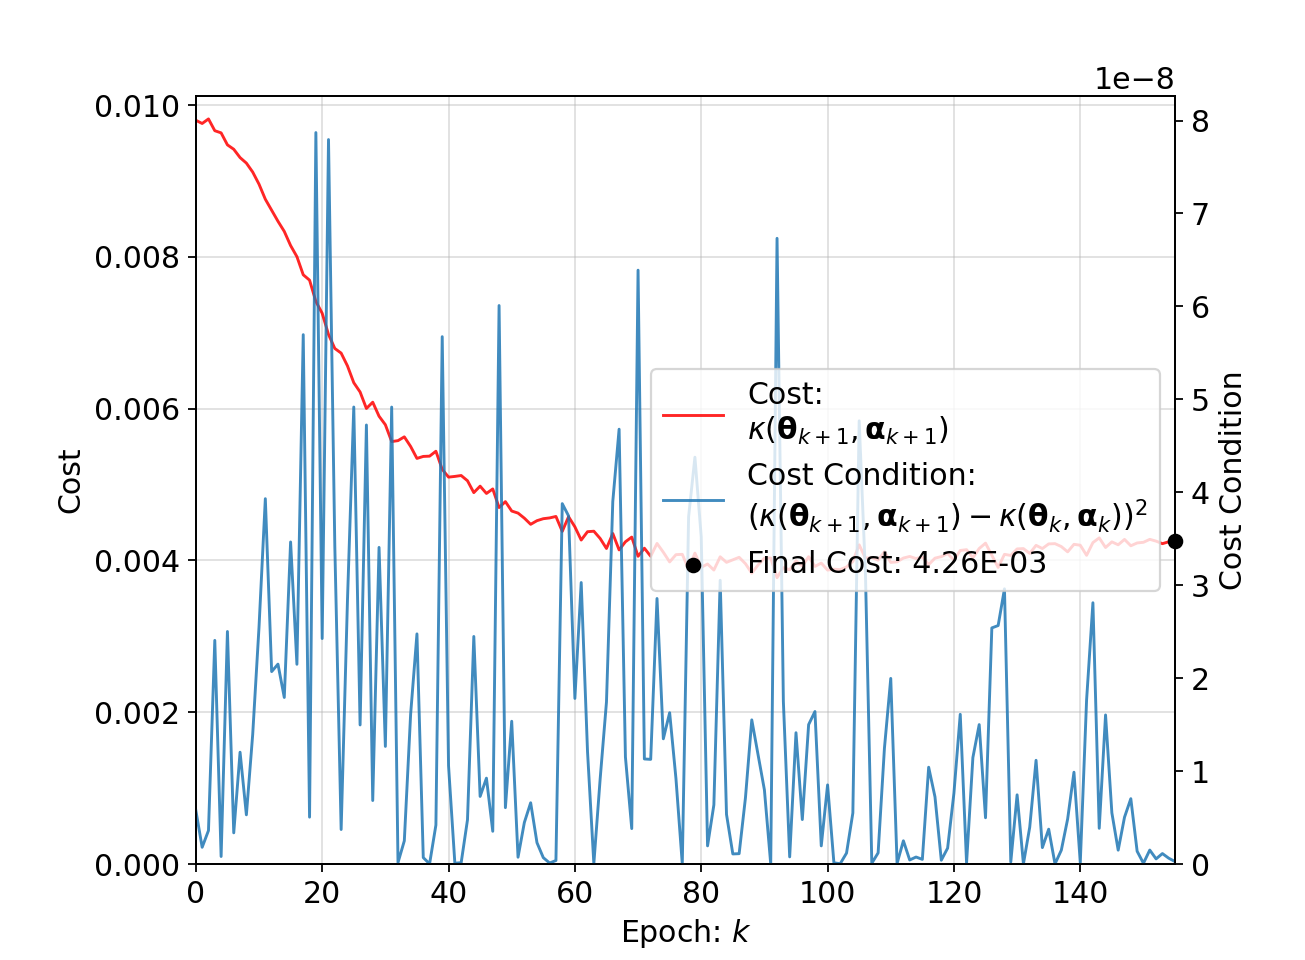 1e−8
0.010
0.008
0.006
0.004
0.002
0.000
Cost
8
7
6
5
4
3
2
1
0
Cost Condition
Cost:
κ(θ_{k+1}, α_{k+1})
Cost Condition:
(κ(θ_{k+1}, α_{k+1}) − κ(θ_k, α_k))²
Final Cost: 4.26E-03
0 20 40 60 80 100 120 140
Epoch: k